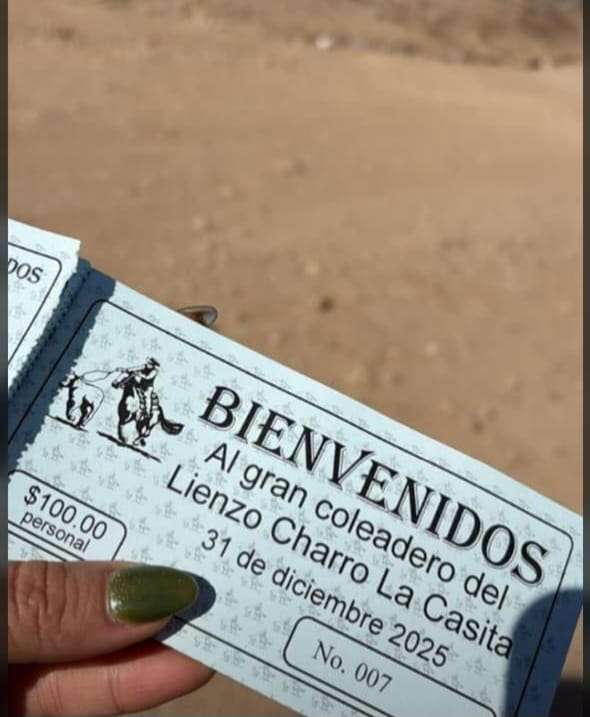 DOS
BIENVENIDOS
Al gran coleadero del
Lienzo Charro La Casita
31 de diciembre 2025
$100.00
personal
No. 007